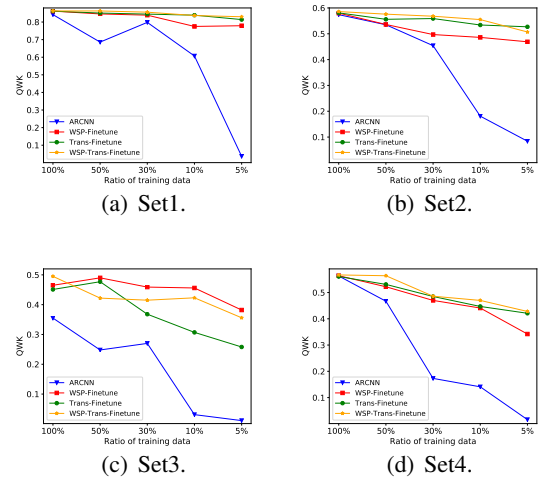 0.8
0.7
0.6
0.5
0.4
0.3
0.2
0.1
QWK
ARCNN
WSP-Finetune
Trans-Finetune
WSP-Trans-Finetune
100% 50% 30% 10% 5%
Ratio of training data
(a) Set1.
0.6
0.5
0.4
0.3
0.2
0.1
QWK
ARCNN
WSP-Finetune
Trans-Finetune
WSP-Trans-Finetune
100% 50% 30% 10% 5%
Ratio of training data
(b) Set2.
0.5
0.4
0.3
0.2
0.1
QWK
ARCNN
WSP-Finetune
Trans-Finetune
WSP-Trans-Finetune
100% 50% 30% 10% 5%
Ratio of training data
(c) Set3.
0.5
0.4
0.3
0.2
0.1
QWK
ARCNN
WSP-Finetune
Trans-Finetune
WSP-Trans-Finetune
100% 50% 30% 10% 5%
Ratio of training data
(d) Set4.